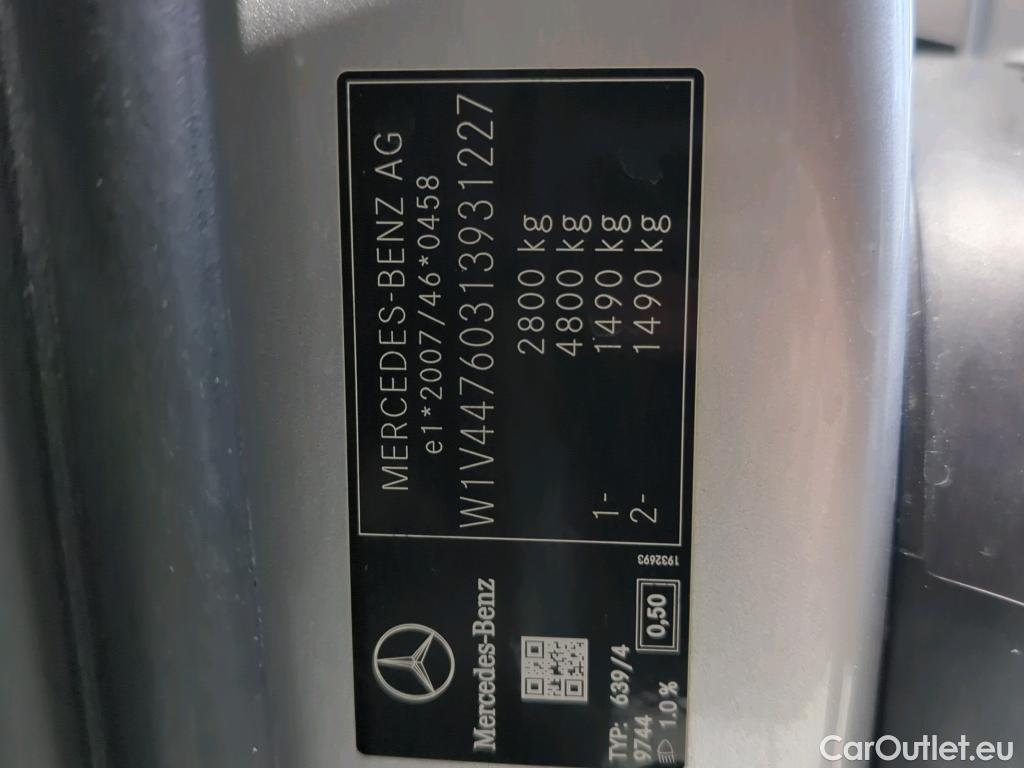 MERCEDES-BENZ AG
e1*2007/46*0458
W1V44760313931227
2800 kg
4800 kg
1- 1490 kg
2- 1490 kg
Mercedes-Benz
TYP: 639/4
9744 0,50
1.0 %
1932693
CarOutlet.eu